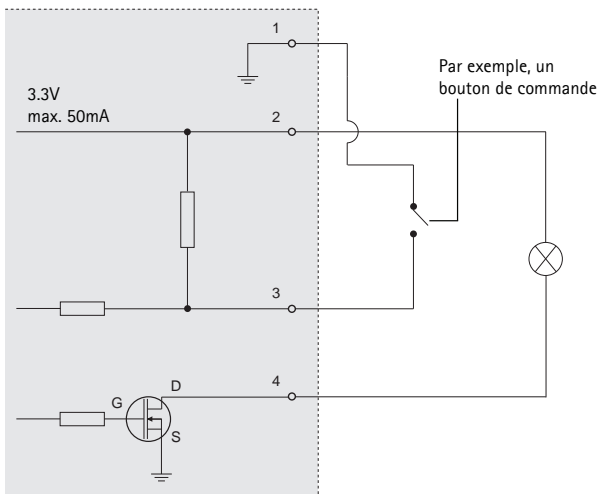 1
Par exemple, un
bouton de commande
3.3V
max. 50mA
2
3
4
D
G
S